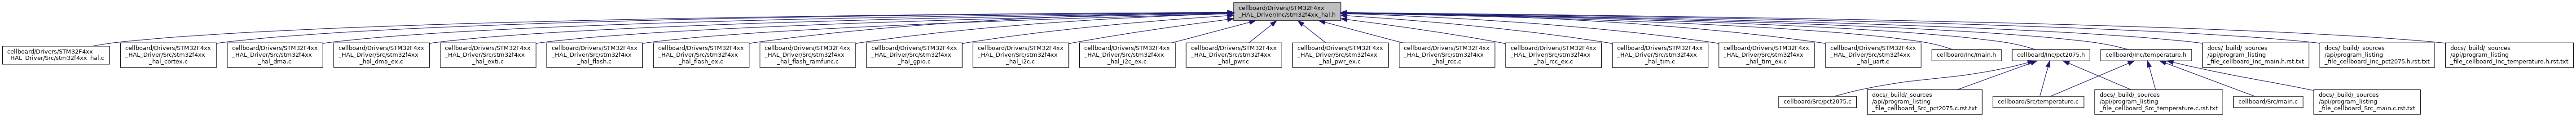 cellboard/Drivers/STM32F4xx
_HAL_Driver/Inc/stm32f4xx_hal.h
cellboard/Drivers/STM32F4xx
_HAL_Driver/Src/stm32f4xx_hal.c
cellboard/Drivers/STM32F4xx
_HAL_Driver/Src/stm32f4xx
_hal_cortex.c
cellboard/Drivers/STM32F4xx
_HAL_Driver/Src/stm32f4xx
_hal_dma.c
cellboard/Drivers/STM32F4xx
_HAL_Driver/Src/stm32f4xx
_hal_dma_ex.c
cellboard/Drivers/STM32F4xx
_HAL_Driver/Src/stm32f4xx
_hal_exti.c
cellboard/Drivers/STM32F4xx
_HAL_Driver/Src/stm32f4xx
_hal_flash.c
cellboard/Drivers/STM32F4xx
_HAL_Driver/Src/stm32f4xx
_hal_flash_ex.c
cellboard/Drivers/STM32F4xx
_HAL_Driver/Src/stm32f4xx
_hal_flash_ramfunc.c
cellboard/Drivers/STM32F4xx
_HAL_Driver/Src/stm32f4xx
_hal_gpio.c
cellboard/Drivers/STM32F4xx
_HAL_Driver/Src/stm32f4xx
_hal_i2c.c
cellboard/Drivers/STM32F4xx
_HAL_Driver/Src/stm32f4xx
_hal_i2c_ex.c
cellboard/Drivers/STM32F4xx
_HAL_Driver/Src/stm32f4xx
_hal_pwr.c
cellboard/Drivers/STM32F4xx
_HAL_Driver/Src/stm32f4xx
_hal_pwr_ex.c
cellboard/Drivers/STM32F4xx
_HAL_Driver/Src/stm32f4xx
_hal_rcc.c
cellboard/Drivers/STM32F4xx
_HAL_Driver/Src/stm32f4xx
_hal_rcc_ex.c
cellboard/Drivers/STM32F4xx
_HAL_Driver/Src/stm32f4xx
_hal_tim.c
cellboard/Drivers/STM32F4xx
_HAL_Driver/Src/stm32f4xx
_hal_tim_ex.c
cellboard/Drivers/STM32F4xx
_HAL_Driver/Src/stm32f4xx
_hal_uart.c
cellboard/Inc/main.h
cellboard/Inc/pct2075.h
cellboard/Inc/temperature.h
docs/_build/_sources
/api/program_listing
_file_cellboard_Inc_main.h.rst.txt
docs/_build/_sources
/api/program_listing
_file_cellboard_Inc_pct2075.h.rst.txt
docs/_build/_sources
/api/program_listing
_file_cellboard_Inc_temperature.h.rst.txt
cellboard/Src/pct2075.c
docs/_build/_sources
/api/program_listing
_file_cellboard_Src_pct2075.c.rst.txt
cellboard/Src/temperature.c
docs/_build/_sources
/api/program_listing
_file_cellboard_Src_temperature.c.rst.txt
cellboard/Src/main.c
docs/_build/_sources
/api/program_listing
_file_cellboard_Src_main.c.rst.txt